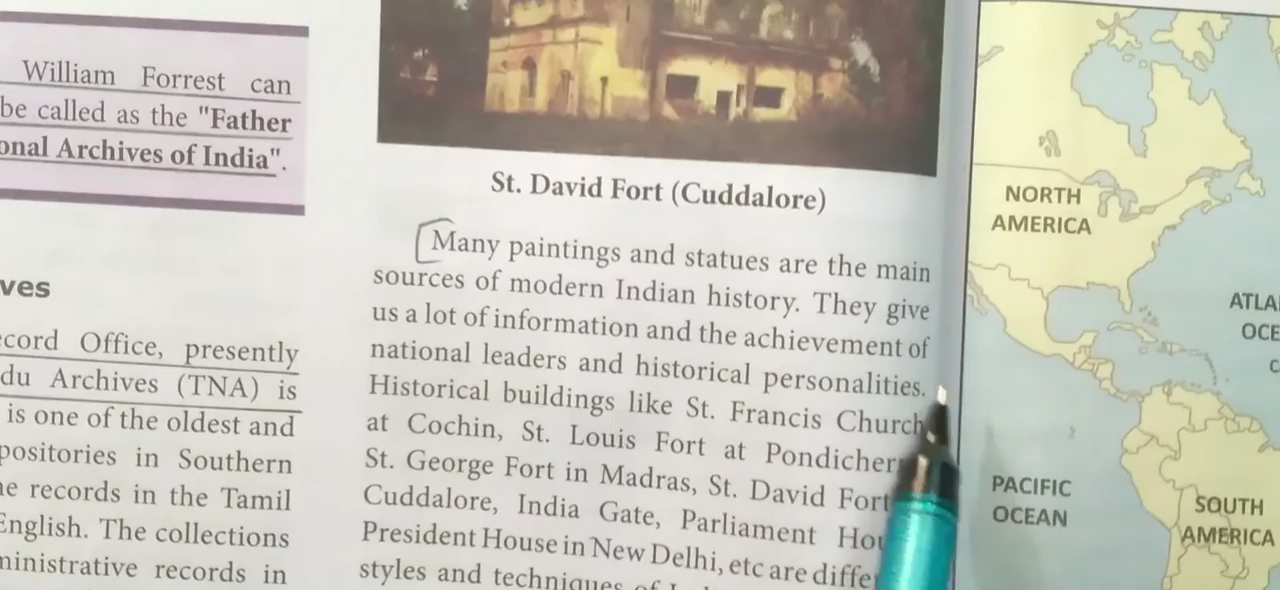 William Forrest can
be called as the "Father
onal Archives of India".
ves
cord Office, presently
du Archives (TNA) is
is one of the oldest and
positories in Southern
e records in the Tamil
English. The collections
ministrative records in
St. David Fort (Cuddalore)
Many paintings and statues are the main
sources of modern Indian history. They give
us a lot of information and the achievement of
national leaders and historical personalities.
Historical buildings like St. Francis Church
at Cochin, St. Louis Fort at Pondicher
St. George Fort in Madras, St. David Fort
Cuddalore, India Gate, Parliament Hou
President House in New Delhi, etc are diffe
styles and techniques of
NORTH
AMERICA
ATLA
OCE
PACIFIC
OCEAN
SOUTH
AMERICA